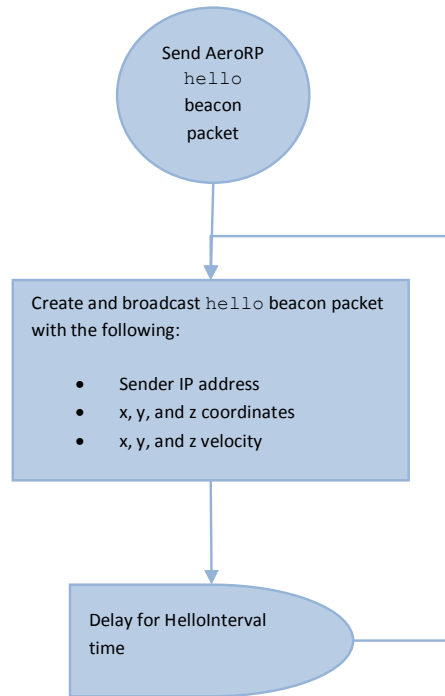 Send AeroRP
hello
beacon
packet
Create and broadcast hello beacon packet
with the following:
• Sender IP address
• x, y, and z coordinates
• x, y, and z velocity
Delay for HelloInterval
time